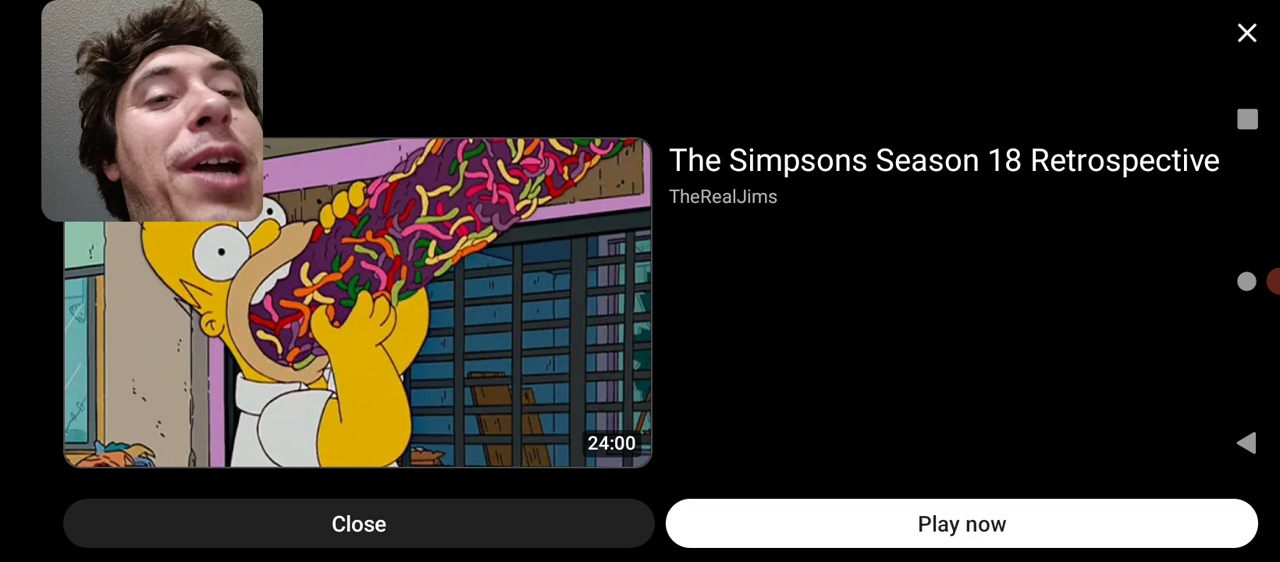 The Simpsons Season 18 Retrospective
TheRealJims
24:00
Close
Play now